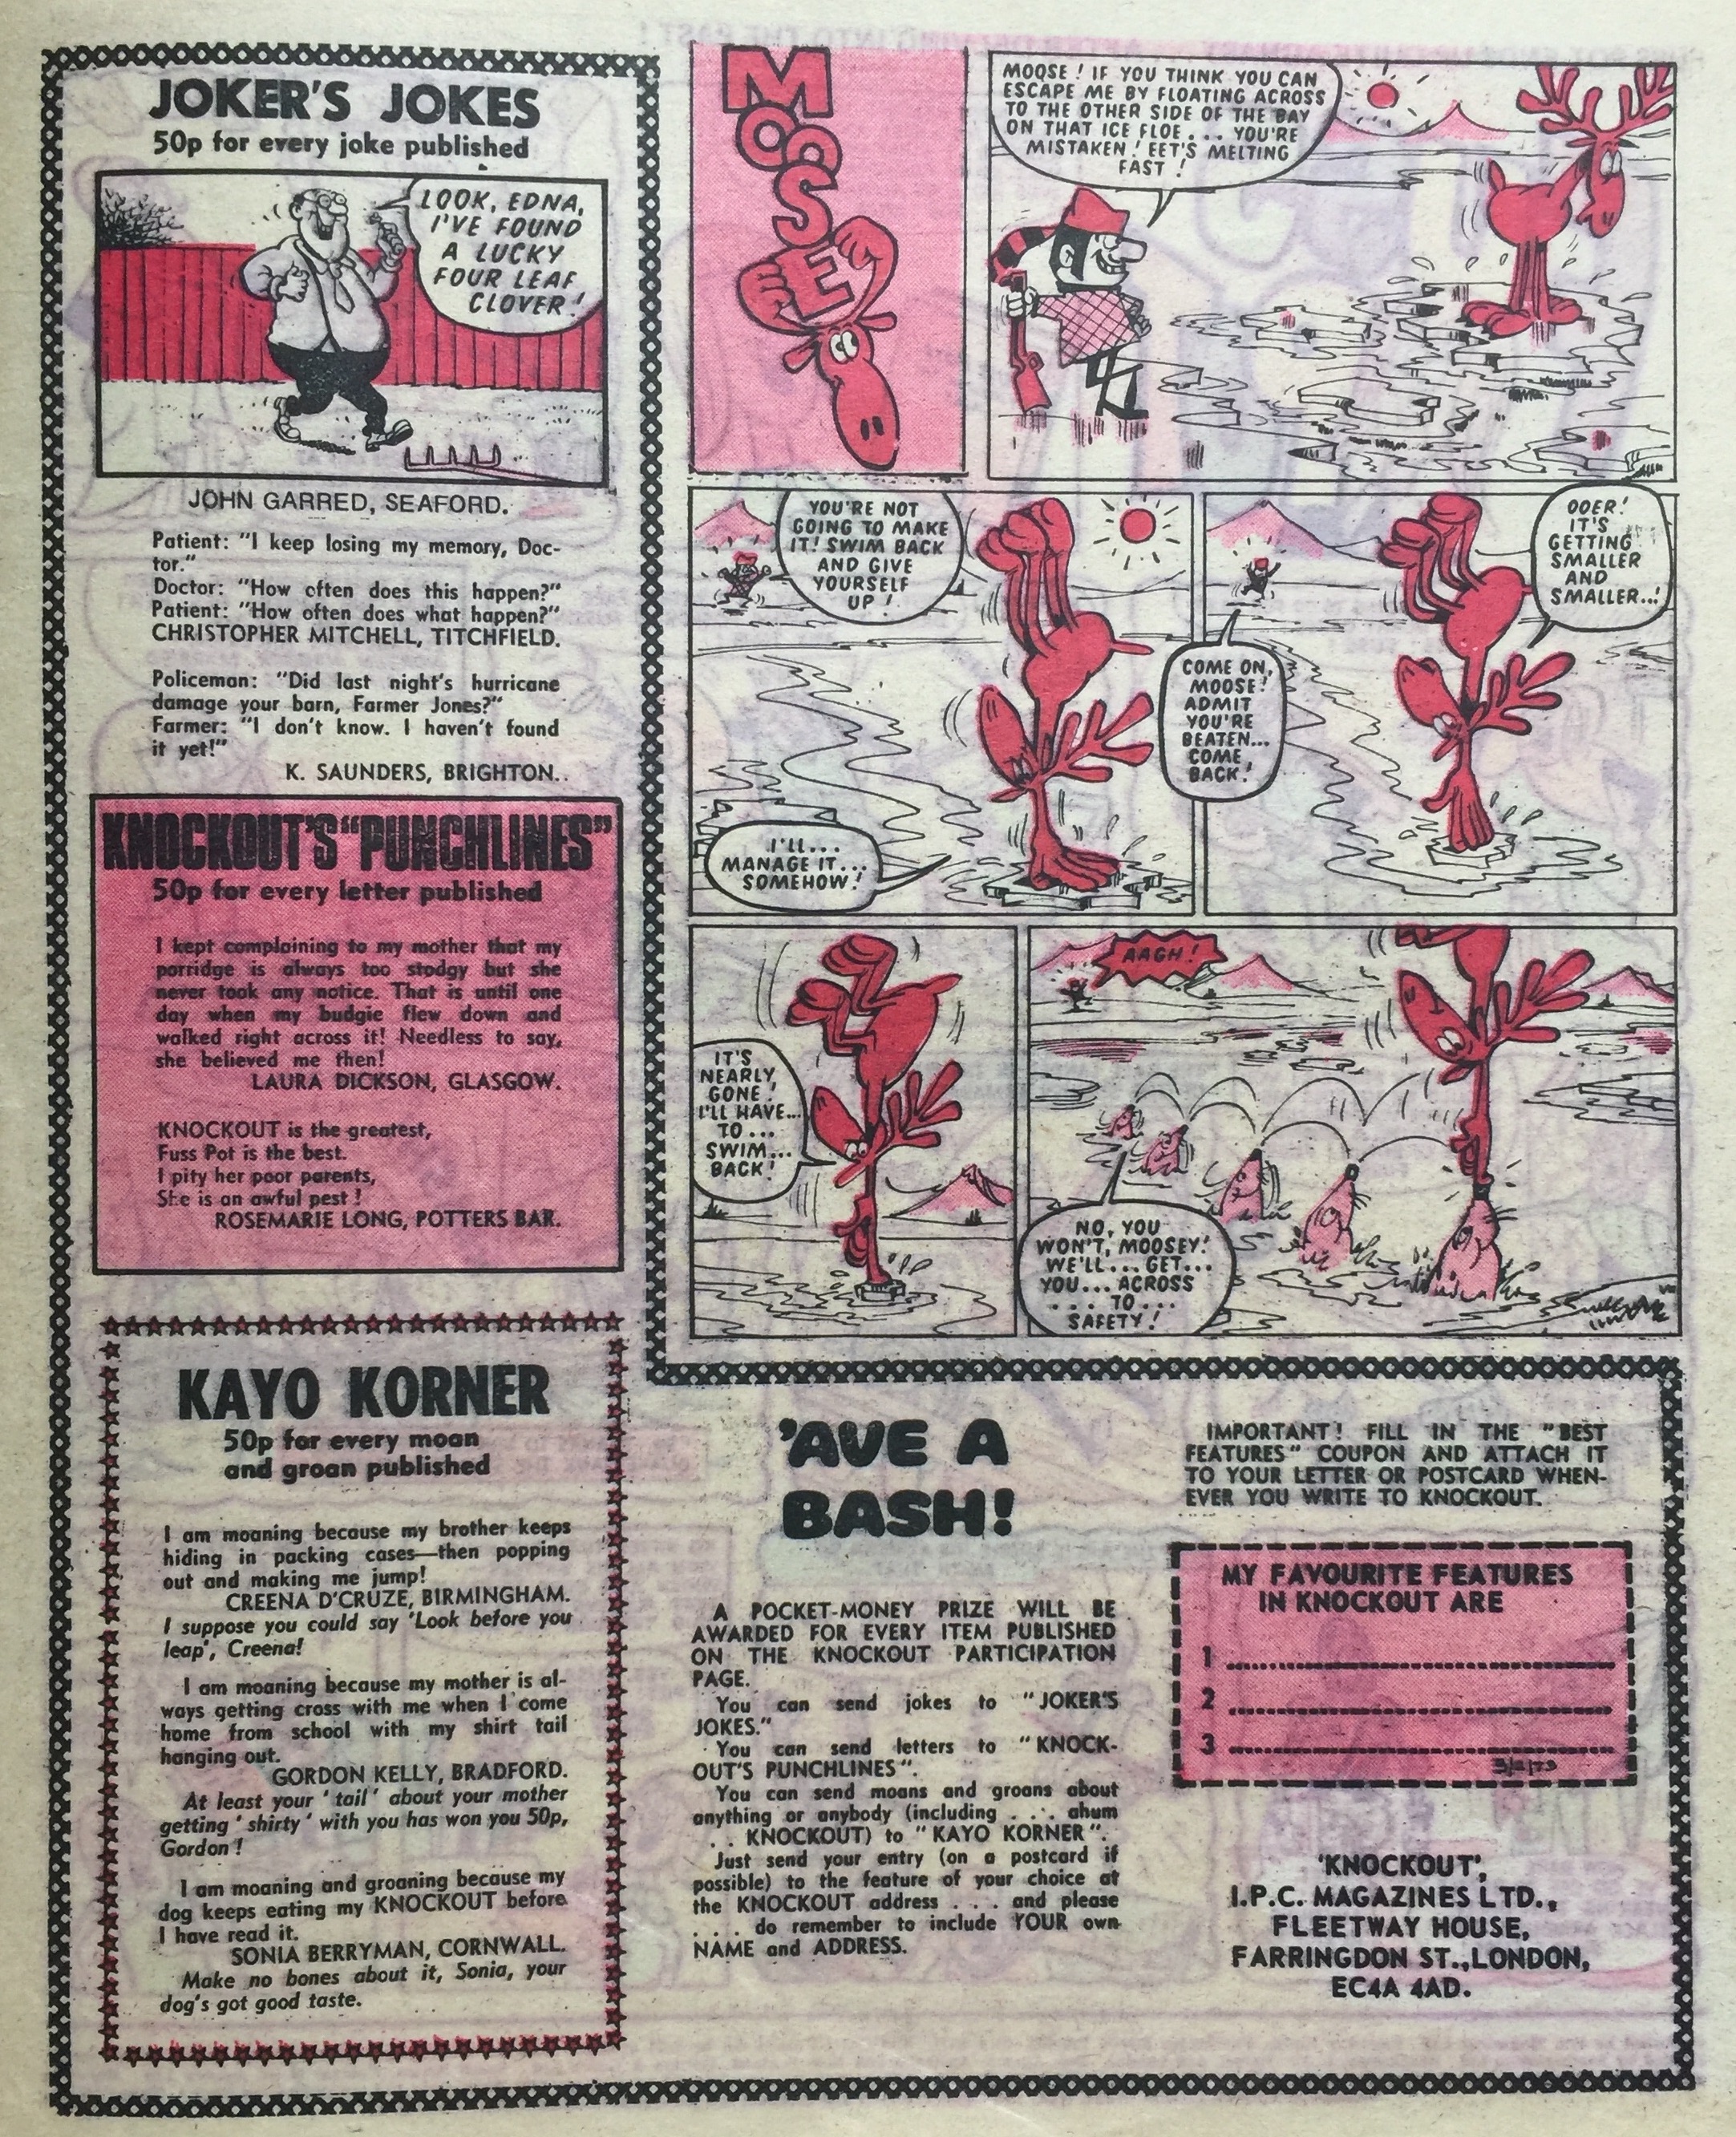 JOKER'S JOKES
50p for every joke published
LOOK, EDNA,
I'VE FOUND
A LUCKY
FOUR LEAF
CLOVER!
JOHN GARRED, SEAFORD.
Patient: "I keep losing my memory, Doc-
tor."
Doctor: "How often does this happen?"
Patient: "How often does what happen?"
CHRISTOPHER MITCHELL, TITCHFIELD.
Policeman: "Did last night's hurricane
damage your barn, Farmer Jones?"
Farmer: "I don't know. I haven't found
it yet!"
K. SAUNDERS, BRIGHTON.
KNOCKOUT'S "PUNCHLINES"
50p for every letter published
I kept complaining to my mother that my
porridge is always too stodgy but she
never took any notice. That is until one
day when my budgie flew down and
walked right across it! Needless to say,
she believed me then!
LAURA DICKSON, GLASGOW.
KNOCKOUT is the greatest,
Fuss Pot is the best.
I pity her poor parents,
She is an awful pest!
ROSEMARIE LONG, POTTERS BAR.
KAYO KORNER
50p for every moan
and groan published
I am moaning because my brother keeps
hiding in packing cases—then popping
out and making me jump!
CREENA D'CRUZE, BIRMINGHAM.
I suppose you could say 'Look before you
leap', Creena!
I am moaning because my mother is al-
ways getting cross with me when I come
home from school with my shirt tail
hanging out.
GORDON KELLY, BRADFORD.
At least your 'tail' about your mother
getting 'shirty' with you has won you 50p,
Gordon!
I am moaning and groaning because my
dog keeps eating my KNOCKOUT before
I have read it.
SONIA BERRYMAN, CORNWALL.
Make no bones about it, Sonia, your
dog's got good taste.
MOOSE
MOOSE! IF YOU THINK YOU CAN
ESCAPE ME BY FLOATING ACROSS
TO THE OTHER SIDE OF THE BAY
ON THAT ICE FLOE... YOU'RE
MISTAKEN! EET'S MELTING
FAST!
YOU'RE NOT
GOING TO MAKE
IT! SWIM BACK
AND GIVE
YOURSELF
UP!
I'LL...
MANAGE IT...
SOMEHOW!
COME ON,
MOOSE!
ADMIT
YOU'RE
BEATEN...
COME
BACK!
OOER!
IT'S
GETTING
SMALLER
AND
SMALLER...!
IT'S
NEARLY
GONE!
I'LL HAVE...
TO...
SWIM...
BACK!
AAGH!
NO, YOU
WON'T, MOOSEY!
WE'LL... GET...
YOU... ACROSS
... TO...
SAFETY!
'AVE A
BASH!
A POCKET-MONEY PRIZE WILL BE
AWARDED FOR EVERY ITEM PUBLISHED
ON THE KNOCKOUT PARTICIPATION
PAGE.
You can send jokes to "JOKER'S
JOKES."
You can send letters to "KNOCK-
OUT'S PUNCHLINES".
You can send moans and groans about
anything or anybody (including . . . ahum
. . KNOCKOUT) to "KAYO KORNER".
Just send your entry (on a postcard if
possible) to the feature of your choice at
the KNOCKOUT address . . . and please
. . . . do remember to include YOUR own
NAME and ADDRESS.
IMPORTANT! FILL IN THE "BEST
FEATURES" COUPON AND ATTACH IT
TO YOUR LETTER OR POSTCARD WHEN-
EVER YOU WRITE TO KNOCKOUT.
MY FAVOURITE FEATURES
IN KNOCKOUT ARE
1
2
3
3/2/73
'KNOCKOUT',
I.P.C. MAGAZINES LTD.,
FLEETWAY HOUSE,
FARRINGDON ST., LONDON,
EC4A 4AD.